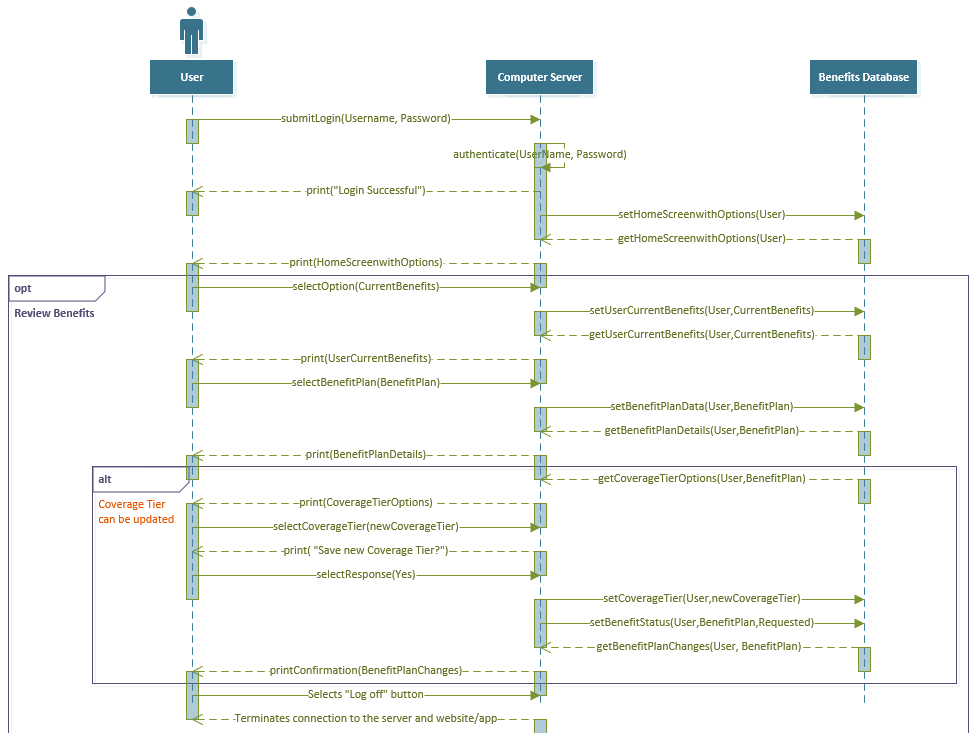 User
Computer Server
Benefits Database
submitLogin(Username, Password)
authenticate(UserName, Password)
print("Login Successful")
setHomeScreenwithOptions(User)
getHomeScreenwithOptions(User)
print(HomeScreenwithOptions)
opt
selectOption(CurrentBenefits)
Review Benefits
setUserCurrentBenefits(User,CurrentBenefits)
getUserCurrentBenefits(User,CurrentBenefits)
print(UserCurrentBenefits)
selectBenefitPlan(BenefitPlan)
setBenefitPlanData(User,BenefitPlan)
getBenefitPlanDetails(User,BenefitPlan)
print(BenefitPlanDetails)
alt
getCoverageTierOptions(User,BenefitPlan)
Coverage Tier
can be updated
print(CoverageTierOptions)
selectCoverageTier(newCoverageTier)
print( "Save new Coverage Tier?")
selectResponse(Yes)
setCoverageTier(User,newCoverageTier)
setBenefitStatus(User,BenefitPlan,Requested)
getBenefitPlanChanges(User, BenefitPlan)
printConfirmation(BenefitPlanChanges)
Selects "Log off" button
Terminates connection to the server and website/app